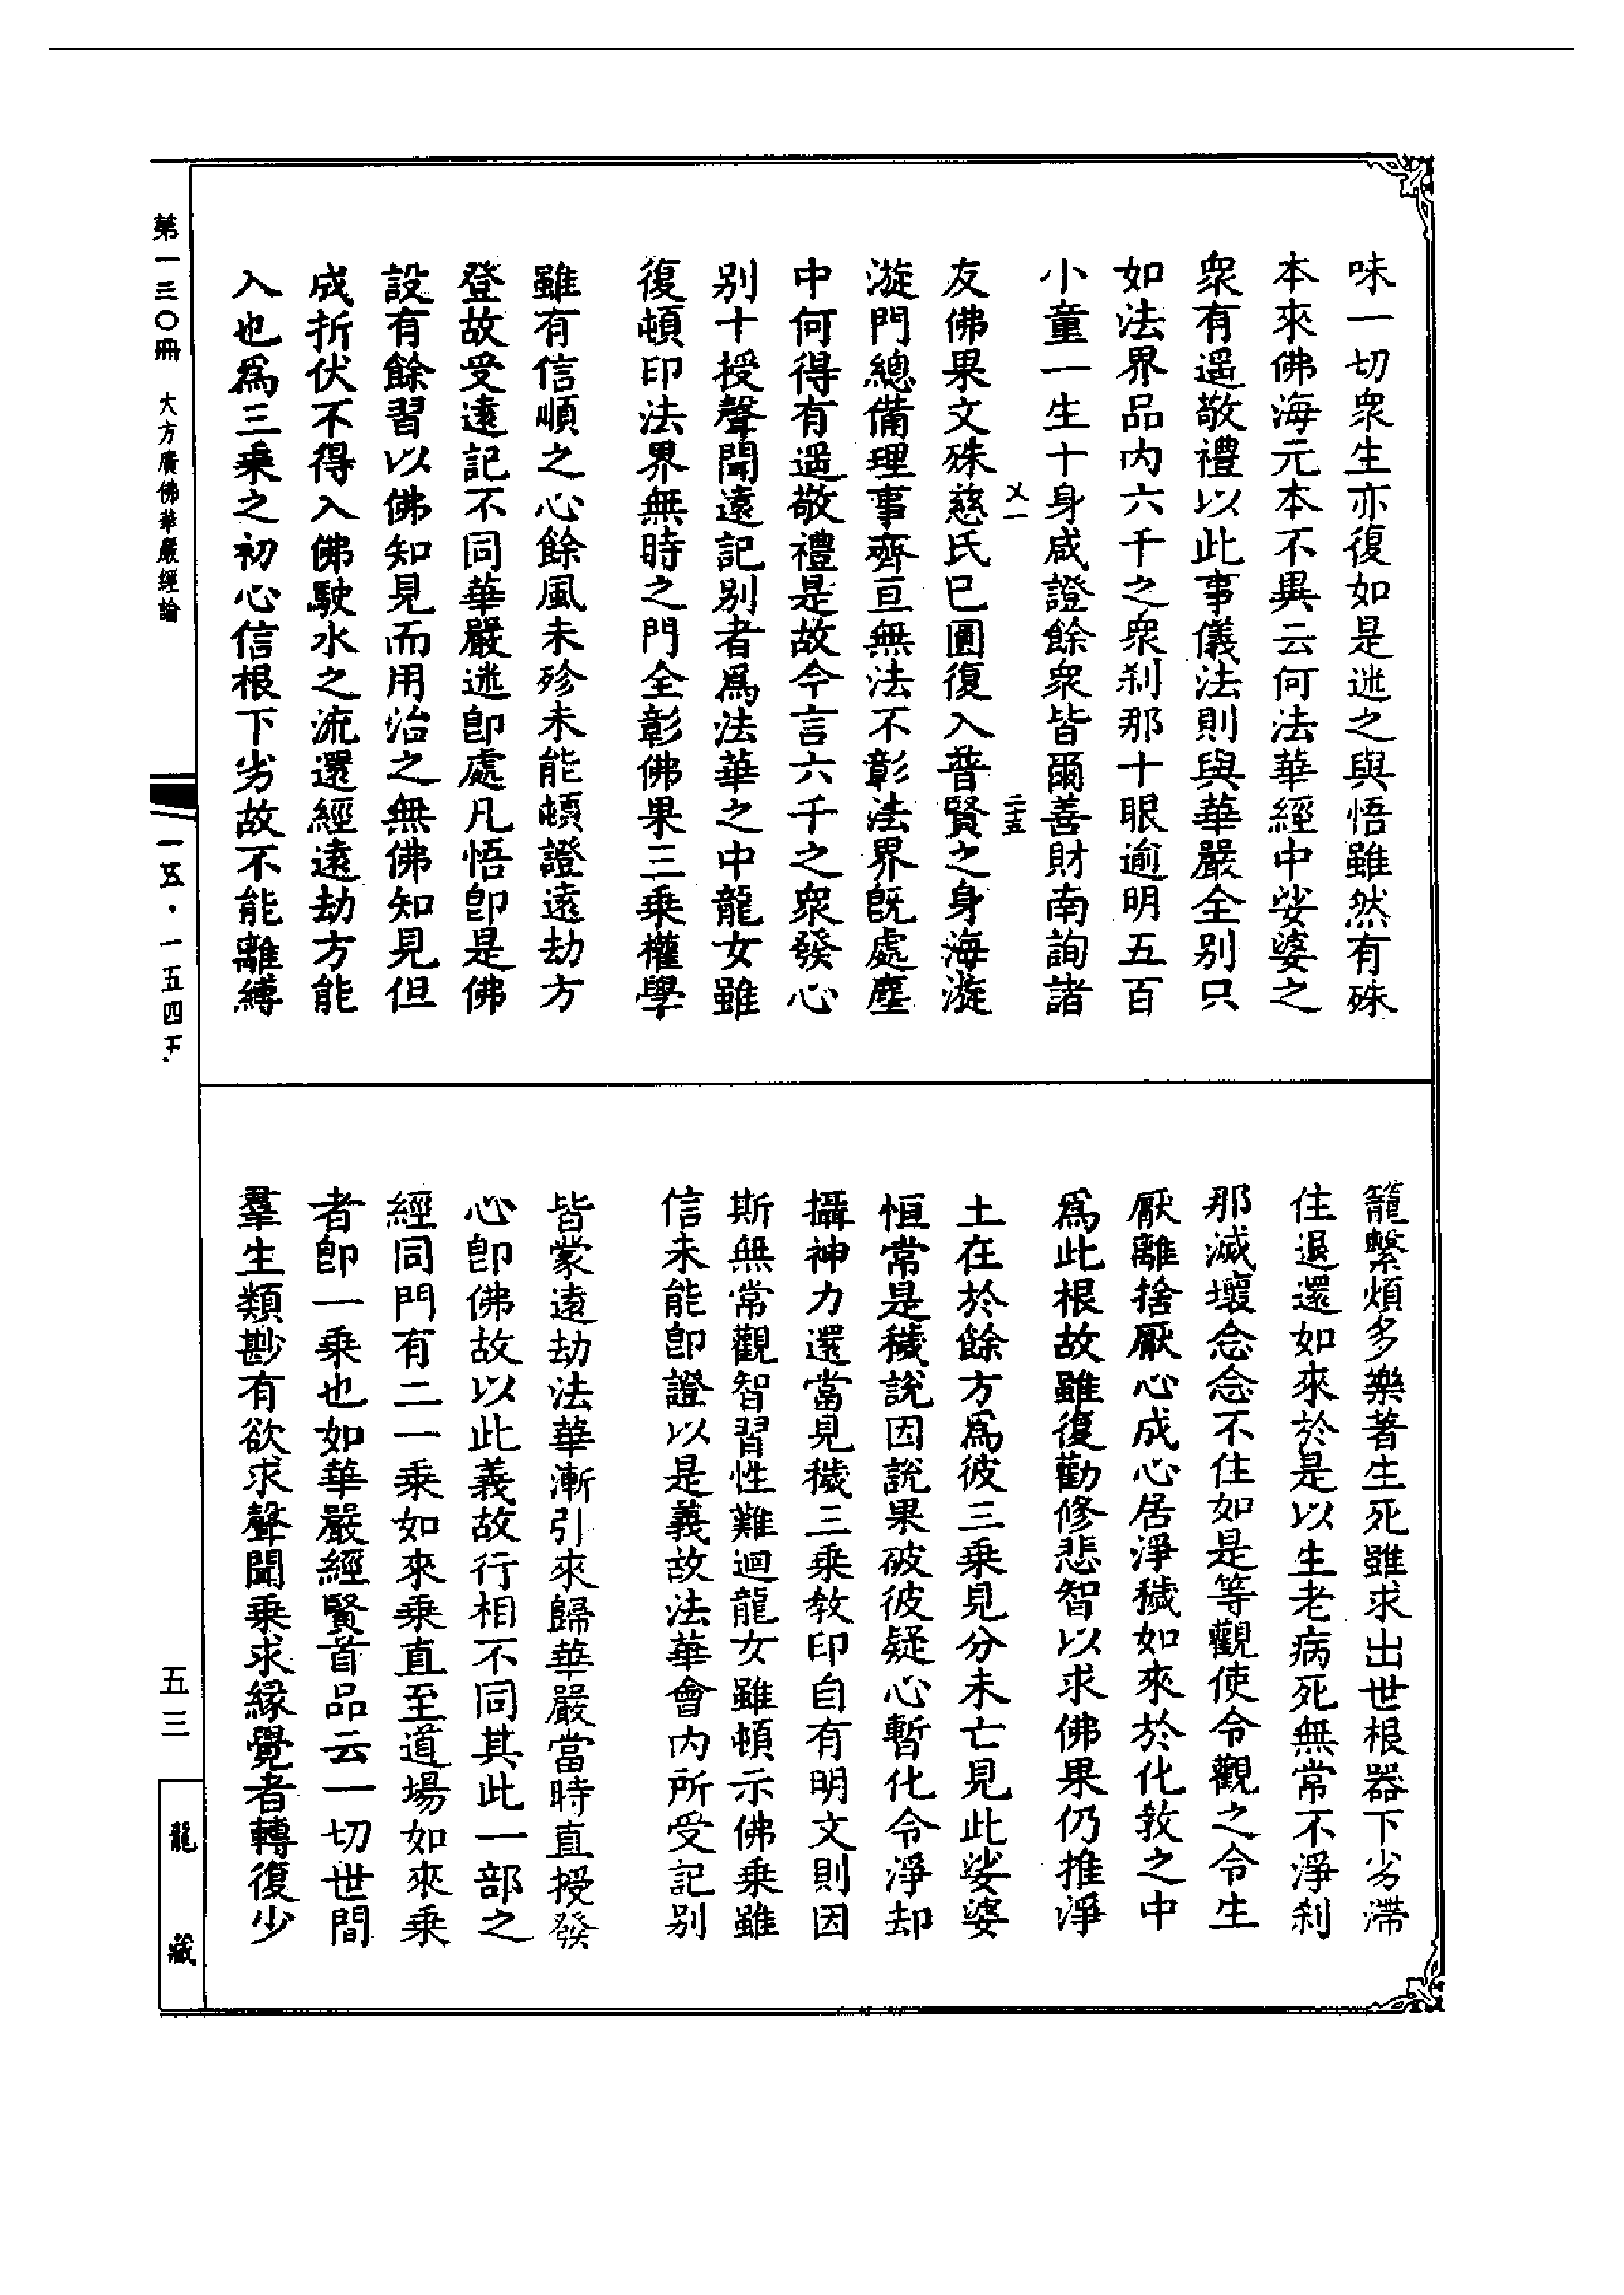 味一切衆生亦復如是迷之與悟雖然有殊
本來佛海元本不異云何法華經中娑婆之
衆有遥敬禮以此事儀法則與華嚴全别只
如法界品内六千之衆刹那十眼逾明五百
小童一生十身咸證餘衆皆爾善財南詢諸
㐅一 二十五
友佛果文殊慈氏已圓復入普賢之身海漩
漩門總備理事齊亘無法不彰法界既處塵
中何得有遥敬禮是故今言六千之衆發心
别十授聲聞遠記别者爲法華之中龍女雖
復頓印法界無時之門全彰佛果三乗權學
雖有信順之心餘風未殄未能頓證遠劫方
登故受遠記不同華嚴迷卽處凡悟卽是佛
設有餘習以佛知見而用治之無佛知見但
成折伏不得入佛駛水之流還經遠劫方能
入也爲三乗之初心信根下劣故不能離縛
籠繫煩多樂著生死雖求出世根器下劣滯
住退還如來於是以生老病死無常不淨刹
那滅壞念念不住如是等觀使令觀之令生
厭離捨厭心成心居淨穢如來於化敎之中
爲此根故雖復勸修悲智以求佛果仍推淨
土在於餘方爲彼三乗見分未亡見此娑婆
恒常是穢說因說果破彼疑心暫化令淨却
攝神力還當見穢三乗敎印自有明文則因
斯無常觀智習性難迴龍女雖頓示佛乗雖
信未能卽證以是義故法華會内所受記别
皆蒙遠劫法華漸引來歸華嚴當時直授發
心卽佛故以此義故行相不同其此一部之
經同門有二一乗如來乗直至道場如來乗
者卽一乗也如華嚴經賢首品云一切世間
羣生類尠有欲求聲聞乗求緣覺者轉復少
第一三〇冊 大方廣佛華嚴經論
一五·一五四下
五三
龍藏